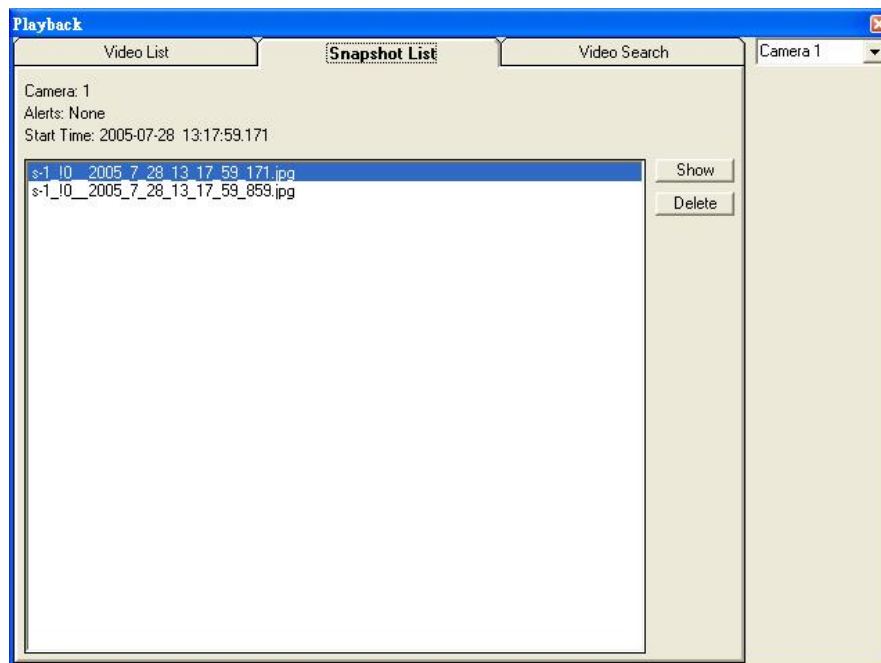 Playback
Video List
Snapshot List
Video Search
Camera 1
Camera: 1
Alerts: None
Start Time: 2005-07-28 13:17:59.171
s-1_!0__2005_7_28_13_17_59_171.jpg
s-1_!0__2005_7_28_13_17_59_859.jpg
Show
Delete